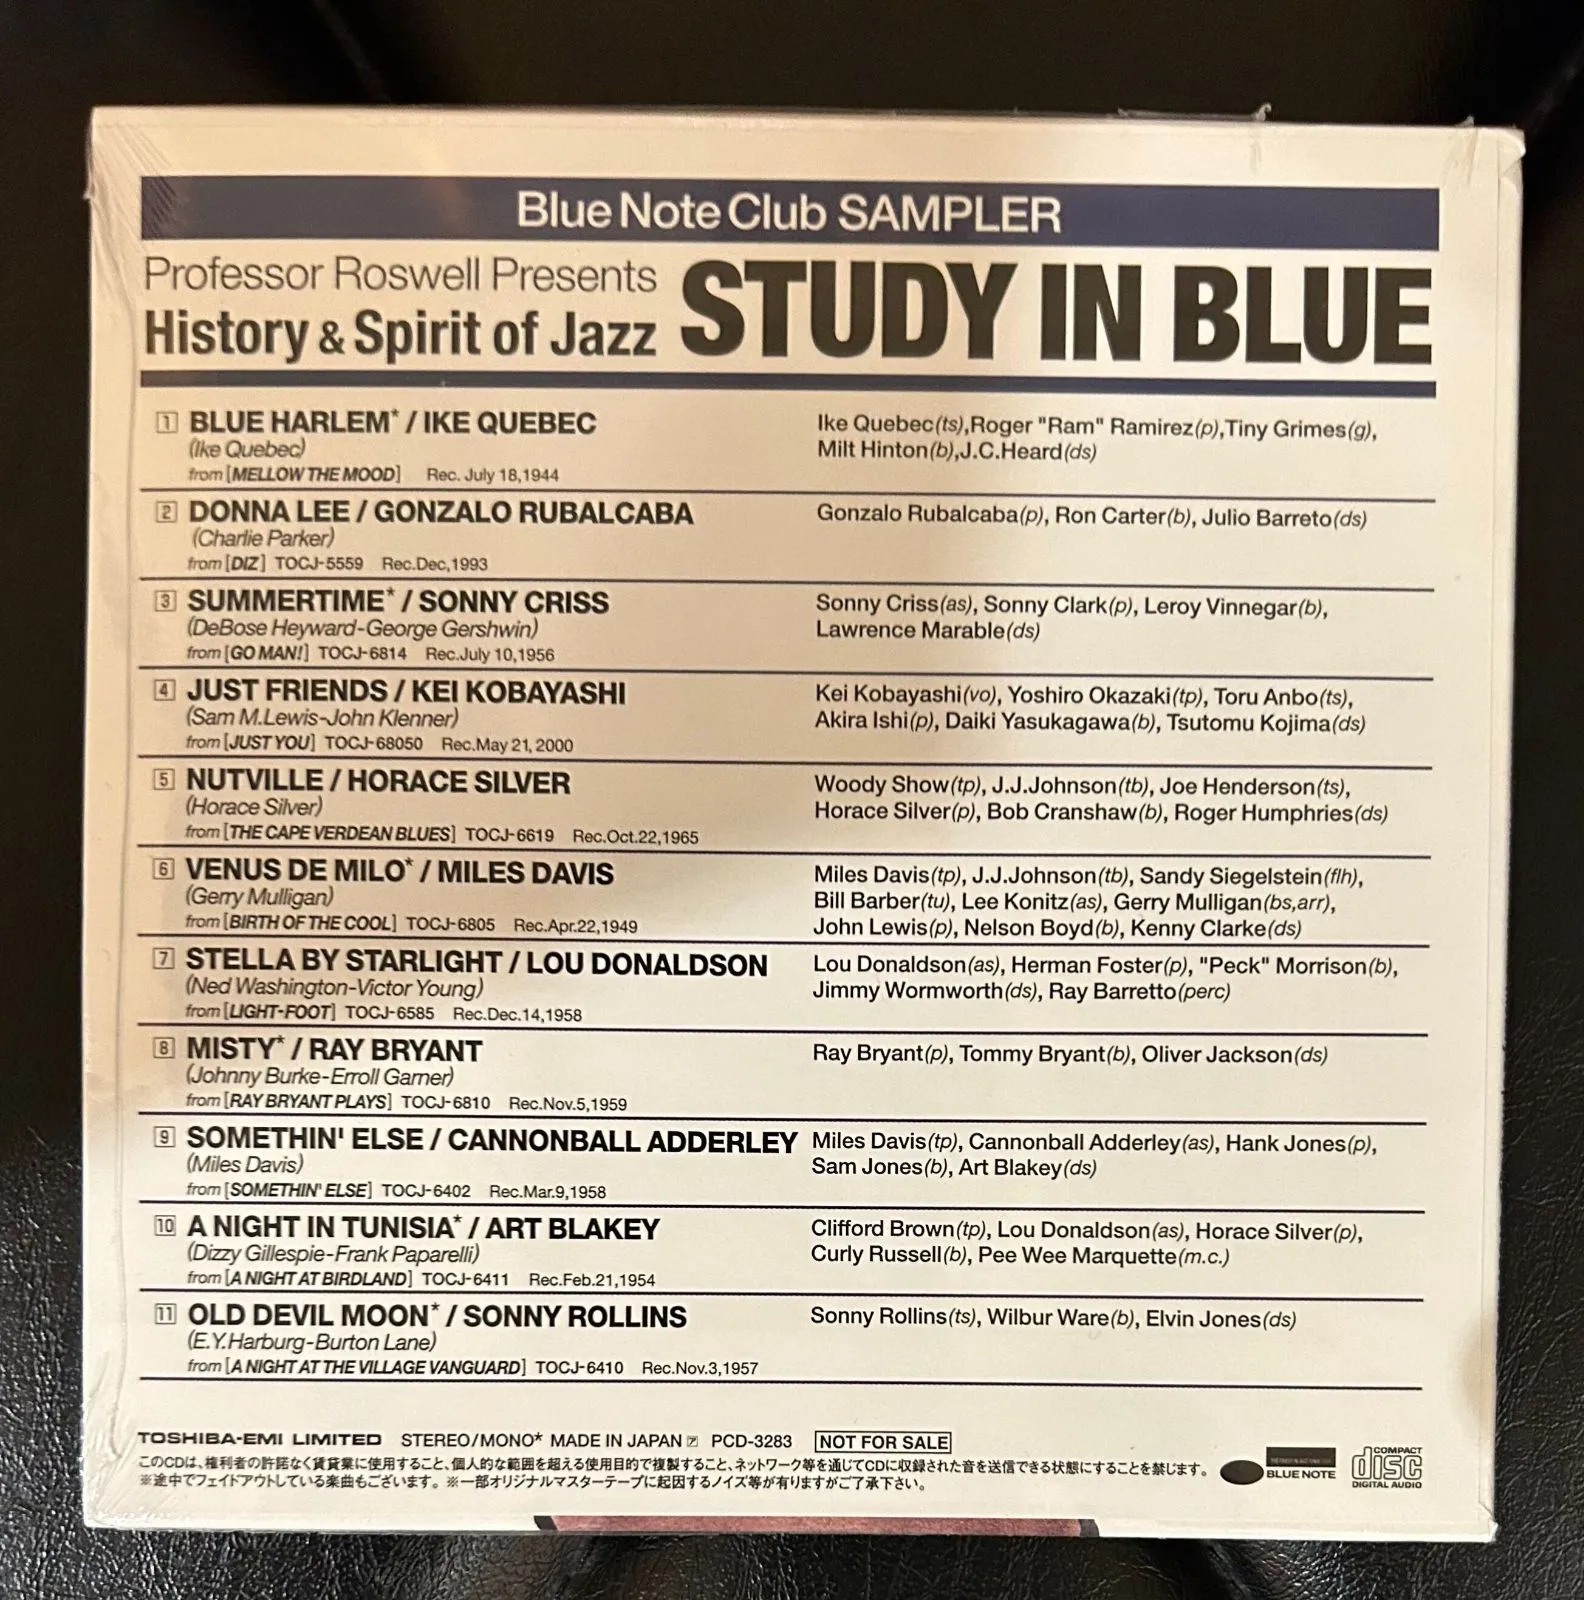 Blue Note Club SAMPLER
Professor Roswell Presents
History & Spirit of Jazz
STUDY IN BLUE
1 BLUE HARLEM* / IKE QUEBEC
(Ike Quebec)
from [MELLOW THE MOOD] Rec. July 18,1944
Ike Quebec(ts),Roger "Ram" Ramirez(p),Tiny Grimes(g),
Milt Hinton(b),J.C.Heard(ds)
2 DONNA LEE / GONZALO RUBALCABA
(Charlie Parker)
from [DIZ] TOCJ-5559 Rec.Dec,1993
Gonzalo Rubalcaba(p), Ron Carter(b), Julio Barreto(ds)
3 SUMMERTIME* / SONNY CRISS
(DeBose Heyward-George Gershwin)
from [GO MAN!] TOCJ-6814 Rec.July 10,1956
Sonny Criss(as), Sonny Clark(p), Leroy Vinnegar(b),
Lawrence Marable(ds)
4 JUST FRIENDS / KEI KOBAYASHI
(Sam M.Lewis-John Klenner)
from [JUST YOU] TOCJ-68050 Rec.May 21, 2000
Kei Kobayashi(vo), Yoshiro Okazaki(tp), Toru Anbo(ts),
Akira Ishi(p), Daiki Yasukagawa(b), Tsutomu Kojima(ds)
5 NUTVILLE / HORACE SILVER
(Horace Silver)
from [THE CAPE VERDEAN BLUES] TOCJ-6619 Rec.Oct.22,1965
Woody Show(tp), J.J.Johnson(tb), Joe Henderson(ts),
Horace Silver(p), Bob Cranshaw(b), Roger Humphries(ds)
6 VENUS DE MILO* / MILES DAVIS
(Gerry Mulligan)
from [BIRTH OF THE COOL] TOCJ-6805 Rec.Apr.22,1949
Miles Davis(tp), J.J.Johnson(tb), Sandy Siegelstein(flh),
Bill Barber(tu), Lee Konitz(as), Gerry Mulligan(bs,arr),
John Lewis(p), Nelson Boyd(b), Kenny Clarke(ds)
7 STELLA BY STARLIGHT / LOU DONALDSON
(Ned Washington-Victor Young)
from [LIGHT-FOOT] TOCJ-6585 Rec.Dec.14,1958
Lou Donaldson(as), Herman Foster(p), "Peck" Morrison(b),
Jimmy Wormworth(ds), Ray Barretto(perc)
8 MISTY* / RAY BRYANT
(Johnny Burke-Erroll Garner)
from [RAY BRYANT PLAYS] TOCJ-6810 Rec.Nov.5,1959
Ray Bryant(p), Tommy Bryant(b), Oliver Jackson(ds)
9 SOMETHIN' ELSE / CANNONBALL ADDERLEY
(Miles Davis)
from [SOMETHIN' ELSE] TOCJ-6402 Rec.Mar.9,1958
Miles Davis(tp), Cannonball Adderley(as), Hank Jones(p),
Sam Jones(b), Art Blakey(ds)
10 A NIGHT IN TUNISIA* / ART BLAKEY
(Dizzy Gillespie-Frank Paparelli)
from [A NIGHT AT BIRDLAND] TOCJ-6411 Rec.Feb.21,1954
Clifford Brown(tp), Lou Donaldson(as), Horace Silver(p),
Curly Russell(b), Pee Wee Marquette(m.c.)
11 OLD DEVIL MOON* / SONNY ROLLINS
(E.Y.Harburg-Burton Lane)
from [A NIGHT AT THE VILLAGE VANGUARD] TOCJ-6410 Rec.Nov.3,1957
Sonny Rollins(ts), Wilbur Ware(b), Elvin Jones(ds)
TOSHIBA-EMI LIMITED STEREO/MONO* MADE IN JAPAN PCD-3283 NOT FOR SALE
このCDは、権利者の許諾なく賃貸業に使用すること、個人的な範囲を超える使用目的で複製すること、ネットワーク等を通じてCDに収録された音を送信できる状態にすることを禁じます。
※途中でフェイドアウトしている楽曲もございます。※一部オリジナルマスターテープに起因するノイズ等が有りますがご了承下さい。
BLUE NOTE
COMPACT
disc
DIGITAL AUDIO